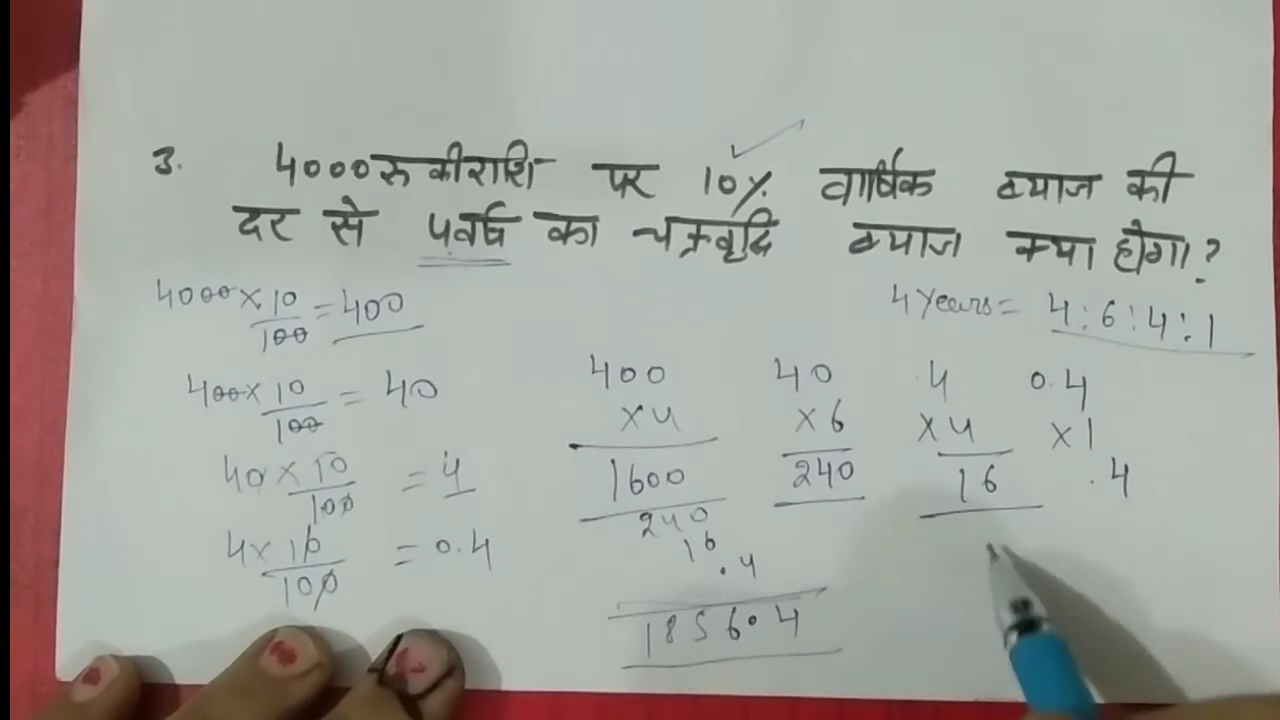 3. 4000रु की राशि पर 10% वार्षिक ब्याज की
दर से 4वर्ष का चक्रवृद्धि ब्याज क्या होगा?
4000 × 10/100 = 400
400 × 10/100 = 40
40 × 10/100 = 4
4 × 10/100 = 0.4
4 Years = 4:6:4:1
400 40 4 0.4
×4 ×6 ×4 ×1
1600 240 16 .4
240
16
.4
1856.4